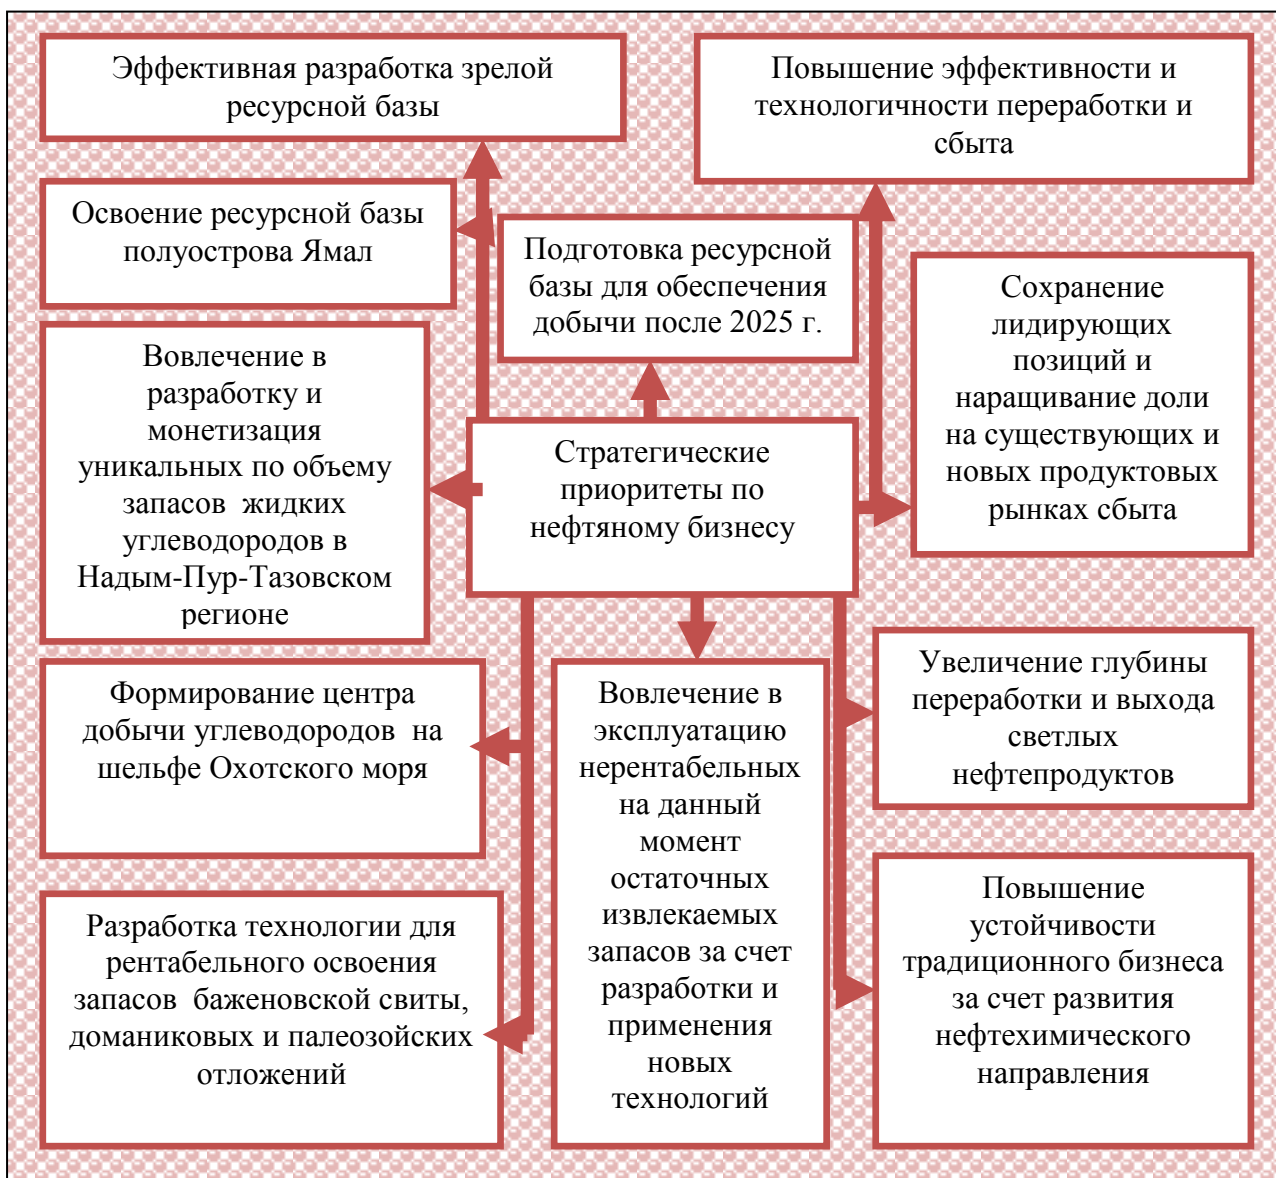 Эффективная разработка зрелой
ресурсной базы
Повышение эффективности и
технологичности переработки и
сбыта
Освоение ресурсной базы
полуострова Ямал
Подготовка ресурсной
базы для обеспечения
добычи после 2025 г.
Сохранение
лидирующих
позиций и
наращивание доли
на существующих и
новых продуктовых
рынках сбыта
Вовлечение в
разработку и
монетизация
уникальных по объему
запасов жидких
углеводородов в
Надым-Пур-Тазовском
регионе
Стратегические
приоритеты по
нефтяному бизнесу
Формирование центра
добычи углеводородов на
шельфе Охотского моря
Вовлечение в
эксплуатацию
нерентабельных
на данный
момент
остаточных
извлекаемых
запасов за счет
разработки и
применения
новых
технологий
Увеличение глубины
переработки и выхода
светлых
нефтепродуктов
Разработка технологии для
рентабельного освоения
запасов баженовской свиты,
доманиковых и палеозойских
отложений
Повышение
устойчивости
традиционного бизнеса
за счет развития
нефтехимического
направления